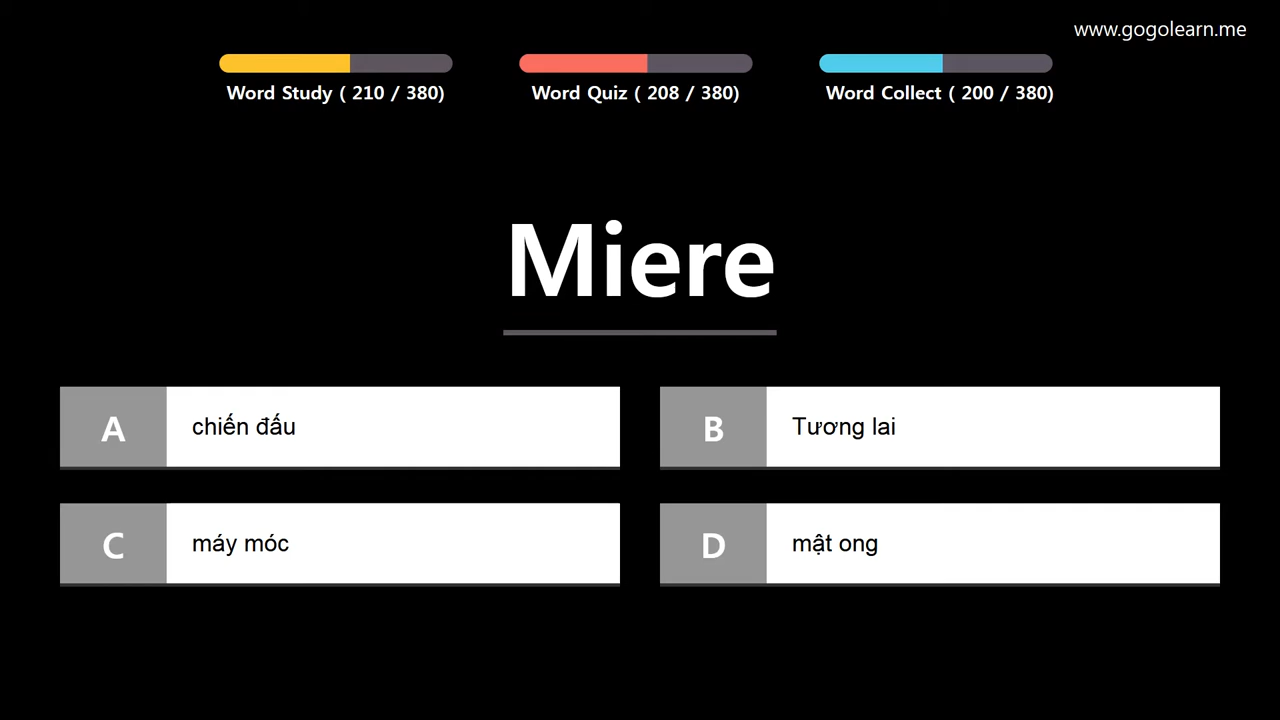 www.gogolearn.me
Word Study ( 210 / 380)
Word Quiz ( 208 / 380)
Word Collect ( 200 / 380)
Miere
A
chiến đấu
B
Tương lai
C
máy móc
D
mật ong